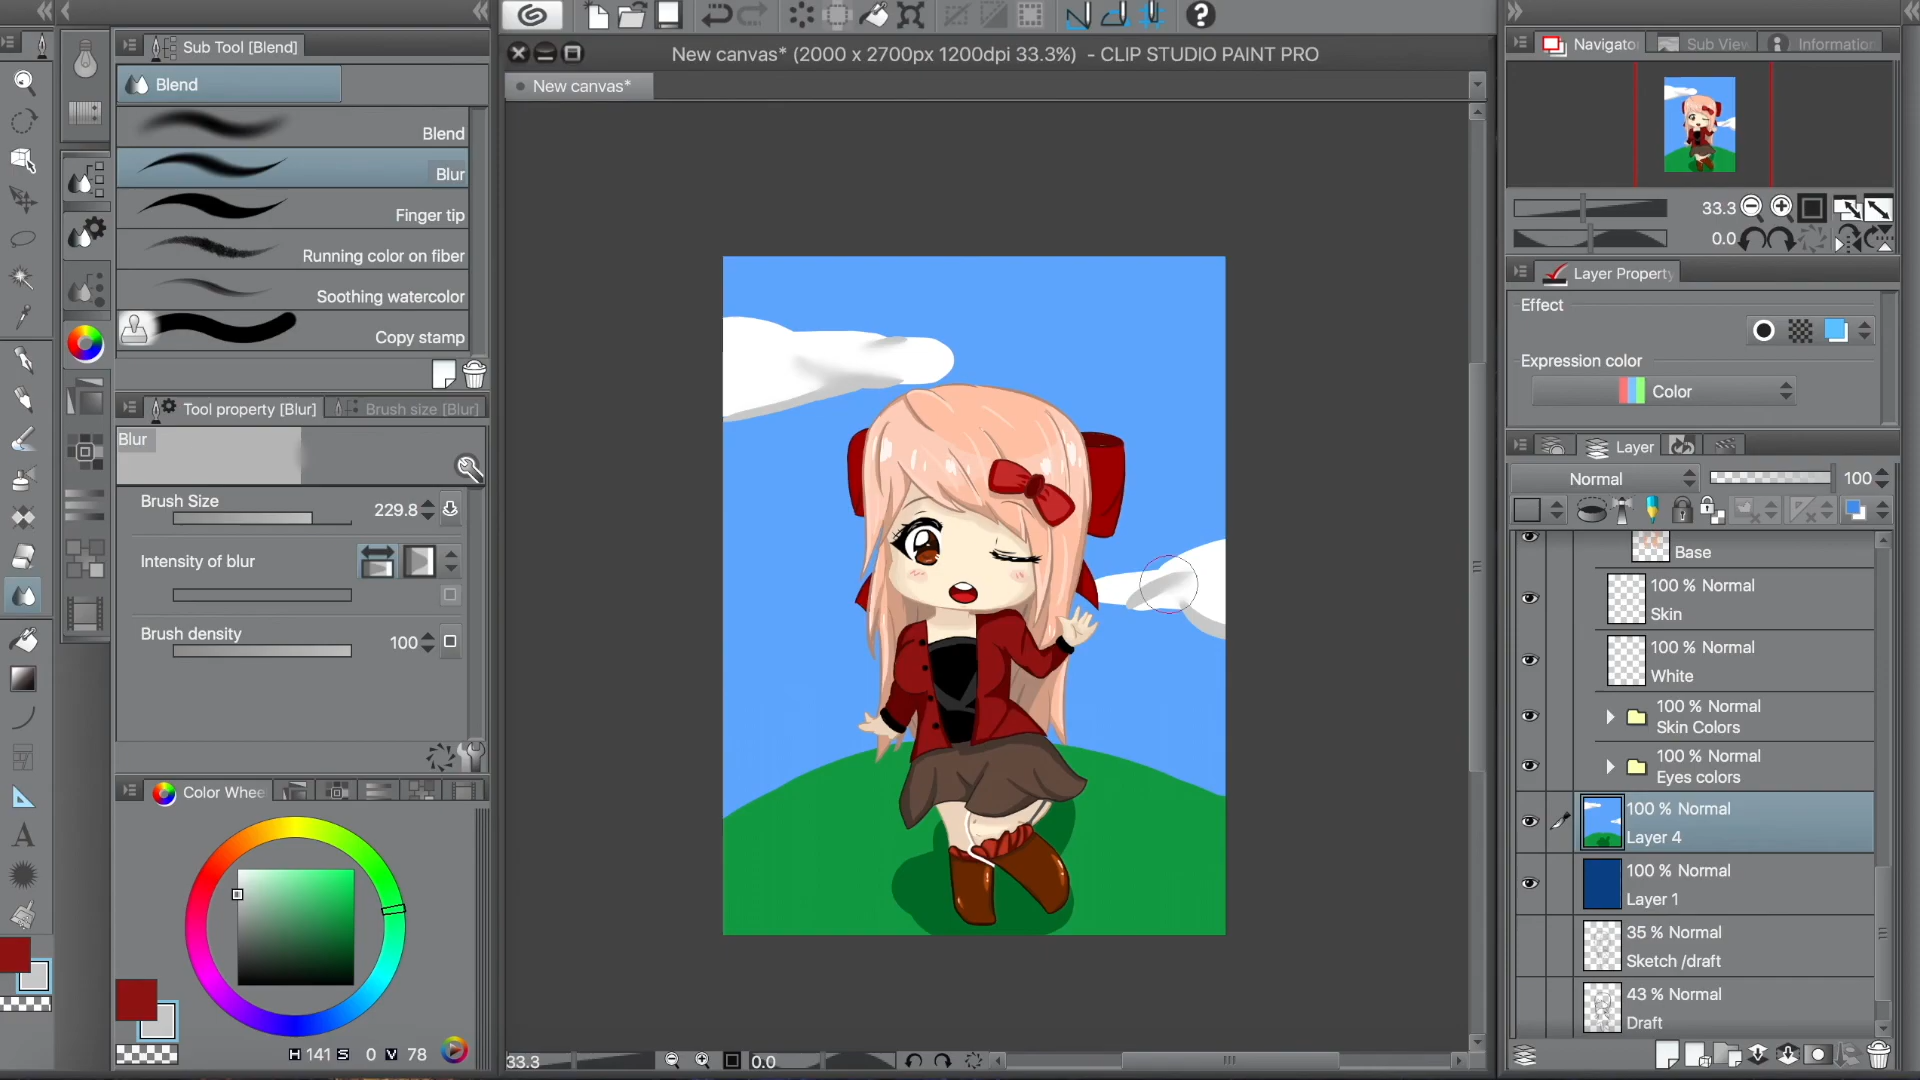 Sub Tool [Blend]
Blend
Blend
Blur
Finger tip
Running color on fiber
Soothing watercolor
Copy stamp
Tool property [Blur]
Brush size [Blur]
Blur
Brush Size
229.8
Intensity of blur
Brush density
100
Color Whee
H 141 S 0 V 78
New canvas* (2000 x 2700px 1200dpi 33.3%) - CLIP STUDIO PAINT PRO
New canvas*
33.3
0.0
Navigator
Sub View
Information
33.3
0.0
Layer Property
Effect
Expression color
Color
Layer
Normal
100
Base
100 % Normal
Skin
100 % Normal
White
100 % Normal
Skin Colors
100 % Normal
Eyes colors
100 % Normal
Layer 4
100 % Normal
Layer 1
35 % Normal
Sketch /draft
43 % Normal
Draft